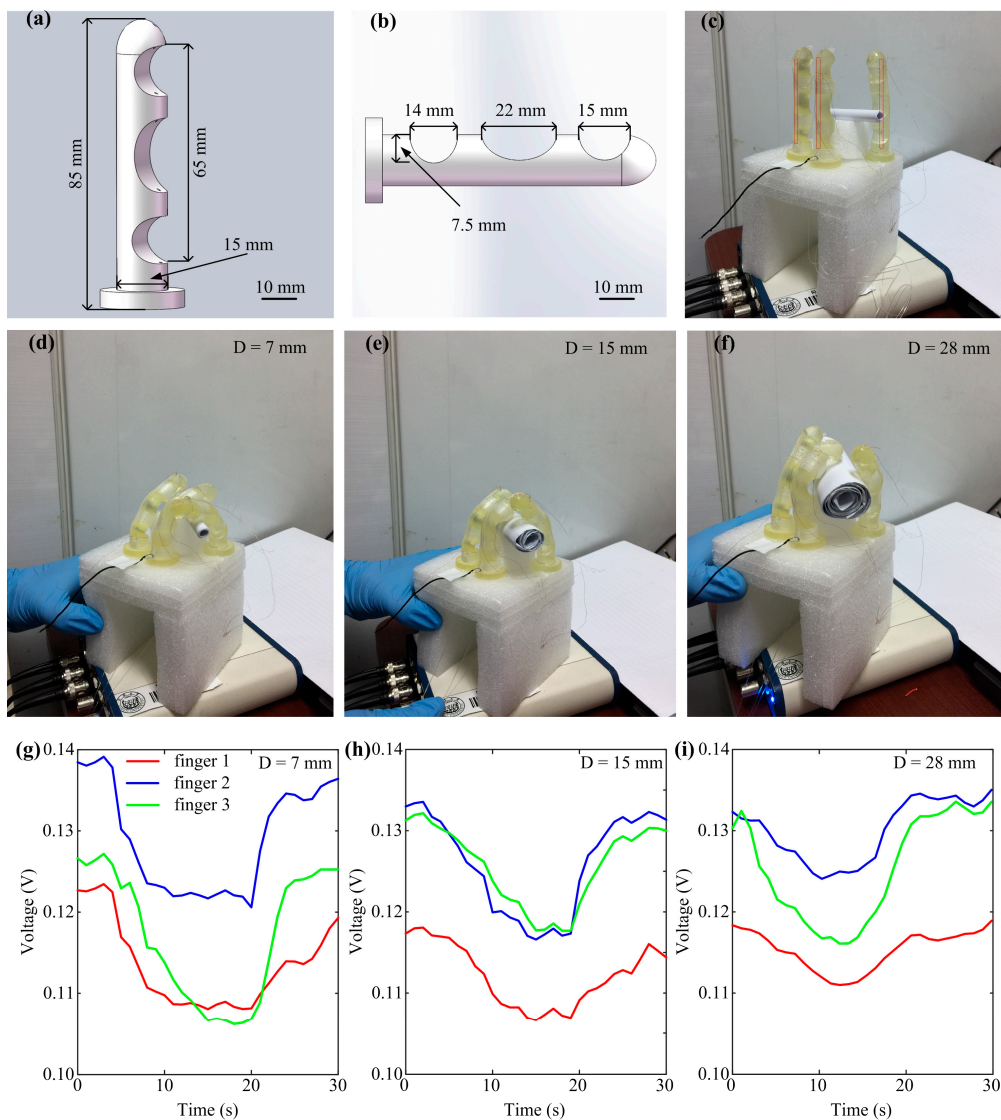 (a)
85 mm
65 mm
15 mm
10 mm
(b)
14 mm
22 mm
15 mm
7.5 mm
10 mm
(c)
(d)
D = 7 mm
(e)
D = 15 mm
(f)
D = 28 mm
(g)
D = 7 mm
finger 1
finger 2
finger 3
0.14
0.13
0.12
0.11
0.10
Voltage (V)
0
10
20
30
Time (s)
(h)
D = 15 mm
0.14
0.13
0.12
0.11
0.10
Voltage (V)
0
10
20
30
Time (s)
(i)
D = 28 mm
0.14
0.13
0.12
0.11
0.10
Voltage (V)
0
10
20
30
Time (s)